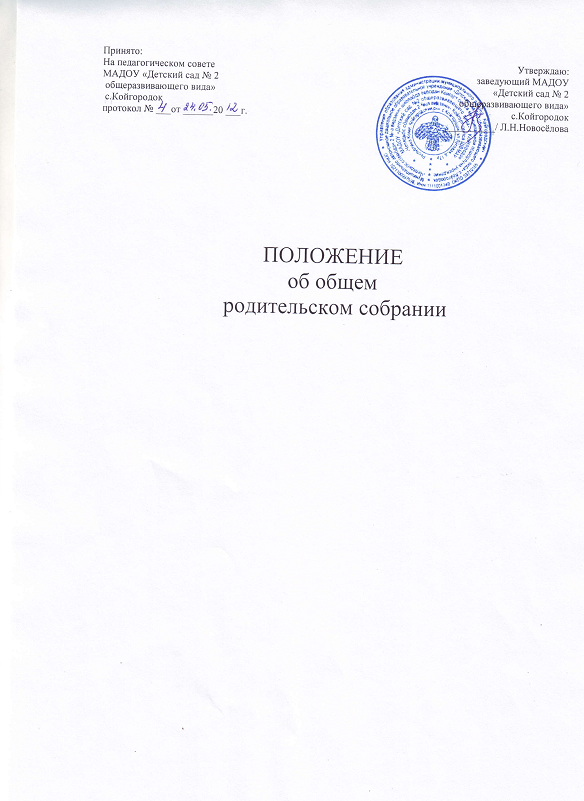 Принято:
На педагогическом совете
МАДОУ «Детский сад № 2
общеразвивающего вида»
с.Койгородок
протокол № 4 от 24.05. 20 12 г.
Утверждаю:
заведующий МАДОУ
«Детский сад № 2
общеразвивающего вида»
с.Койгородок
/ Л.Н.Новосёлова
ПОЛОЖЕНИЕ
об общем
родительском собрании